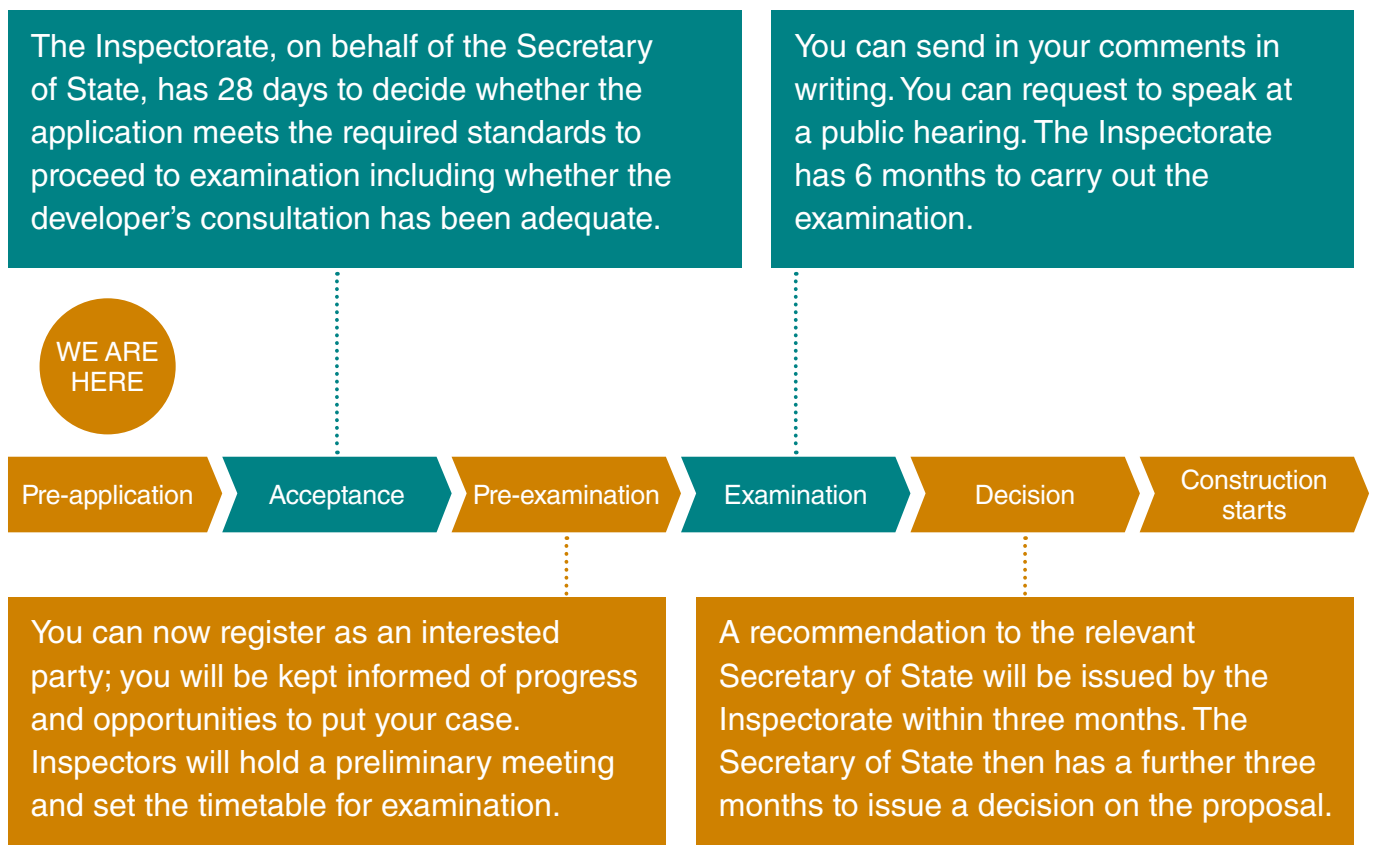 The Inspectorate, on behalf of the Secretary
of State, has 28 days to decide whether the
application meets the required standards to
proceed to examination including whether the
developer’s consultation has been adequate.
You can send in your comments in
writing. You can request to speak at
a public hearing. The Inspectorate
has 6 months to carry out the
examination.
WE ARE
HERE
Pre-application
Acceptance
Pre-examination
Examination
Decision
Construction
starts
You can now register as an interested
party; you will be kept informed of progress
and opportunities to put your case.
Inspectors will hold a preliminary meeting
and set the timetable for examination.
A recommendation to the relevant
Secretary of State will be issued by the
Inspectorate within three months. The
Secretary of State then has a further three
months to issue a decision on the proposal.